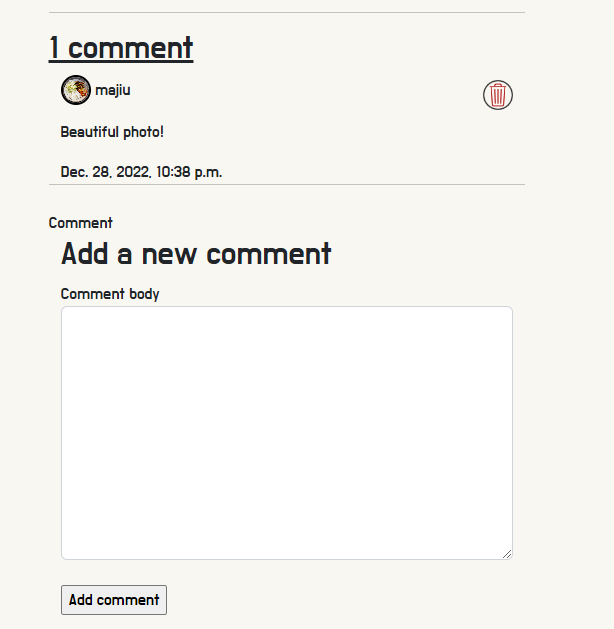 1 comment
majiu
Beautiful photo!
Dec. 28, 2022, 10:38 p.m.
Comment
Add a new comment
Comment body
Add comment